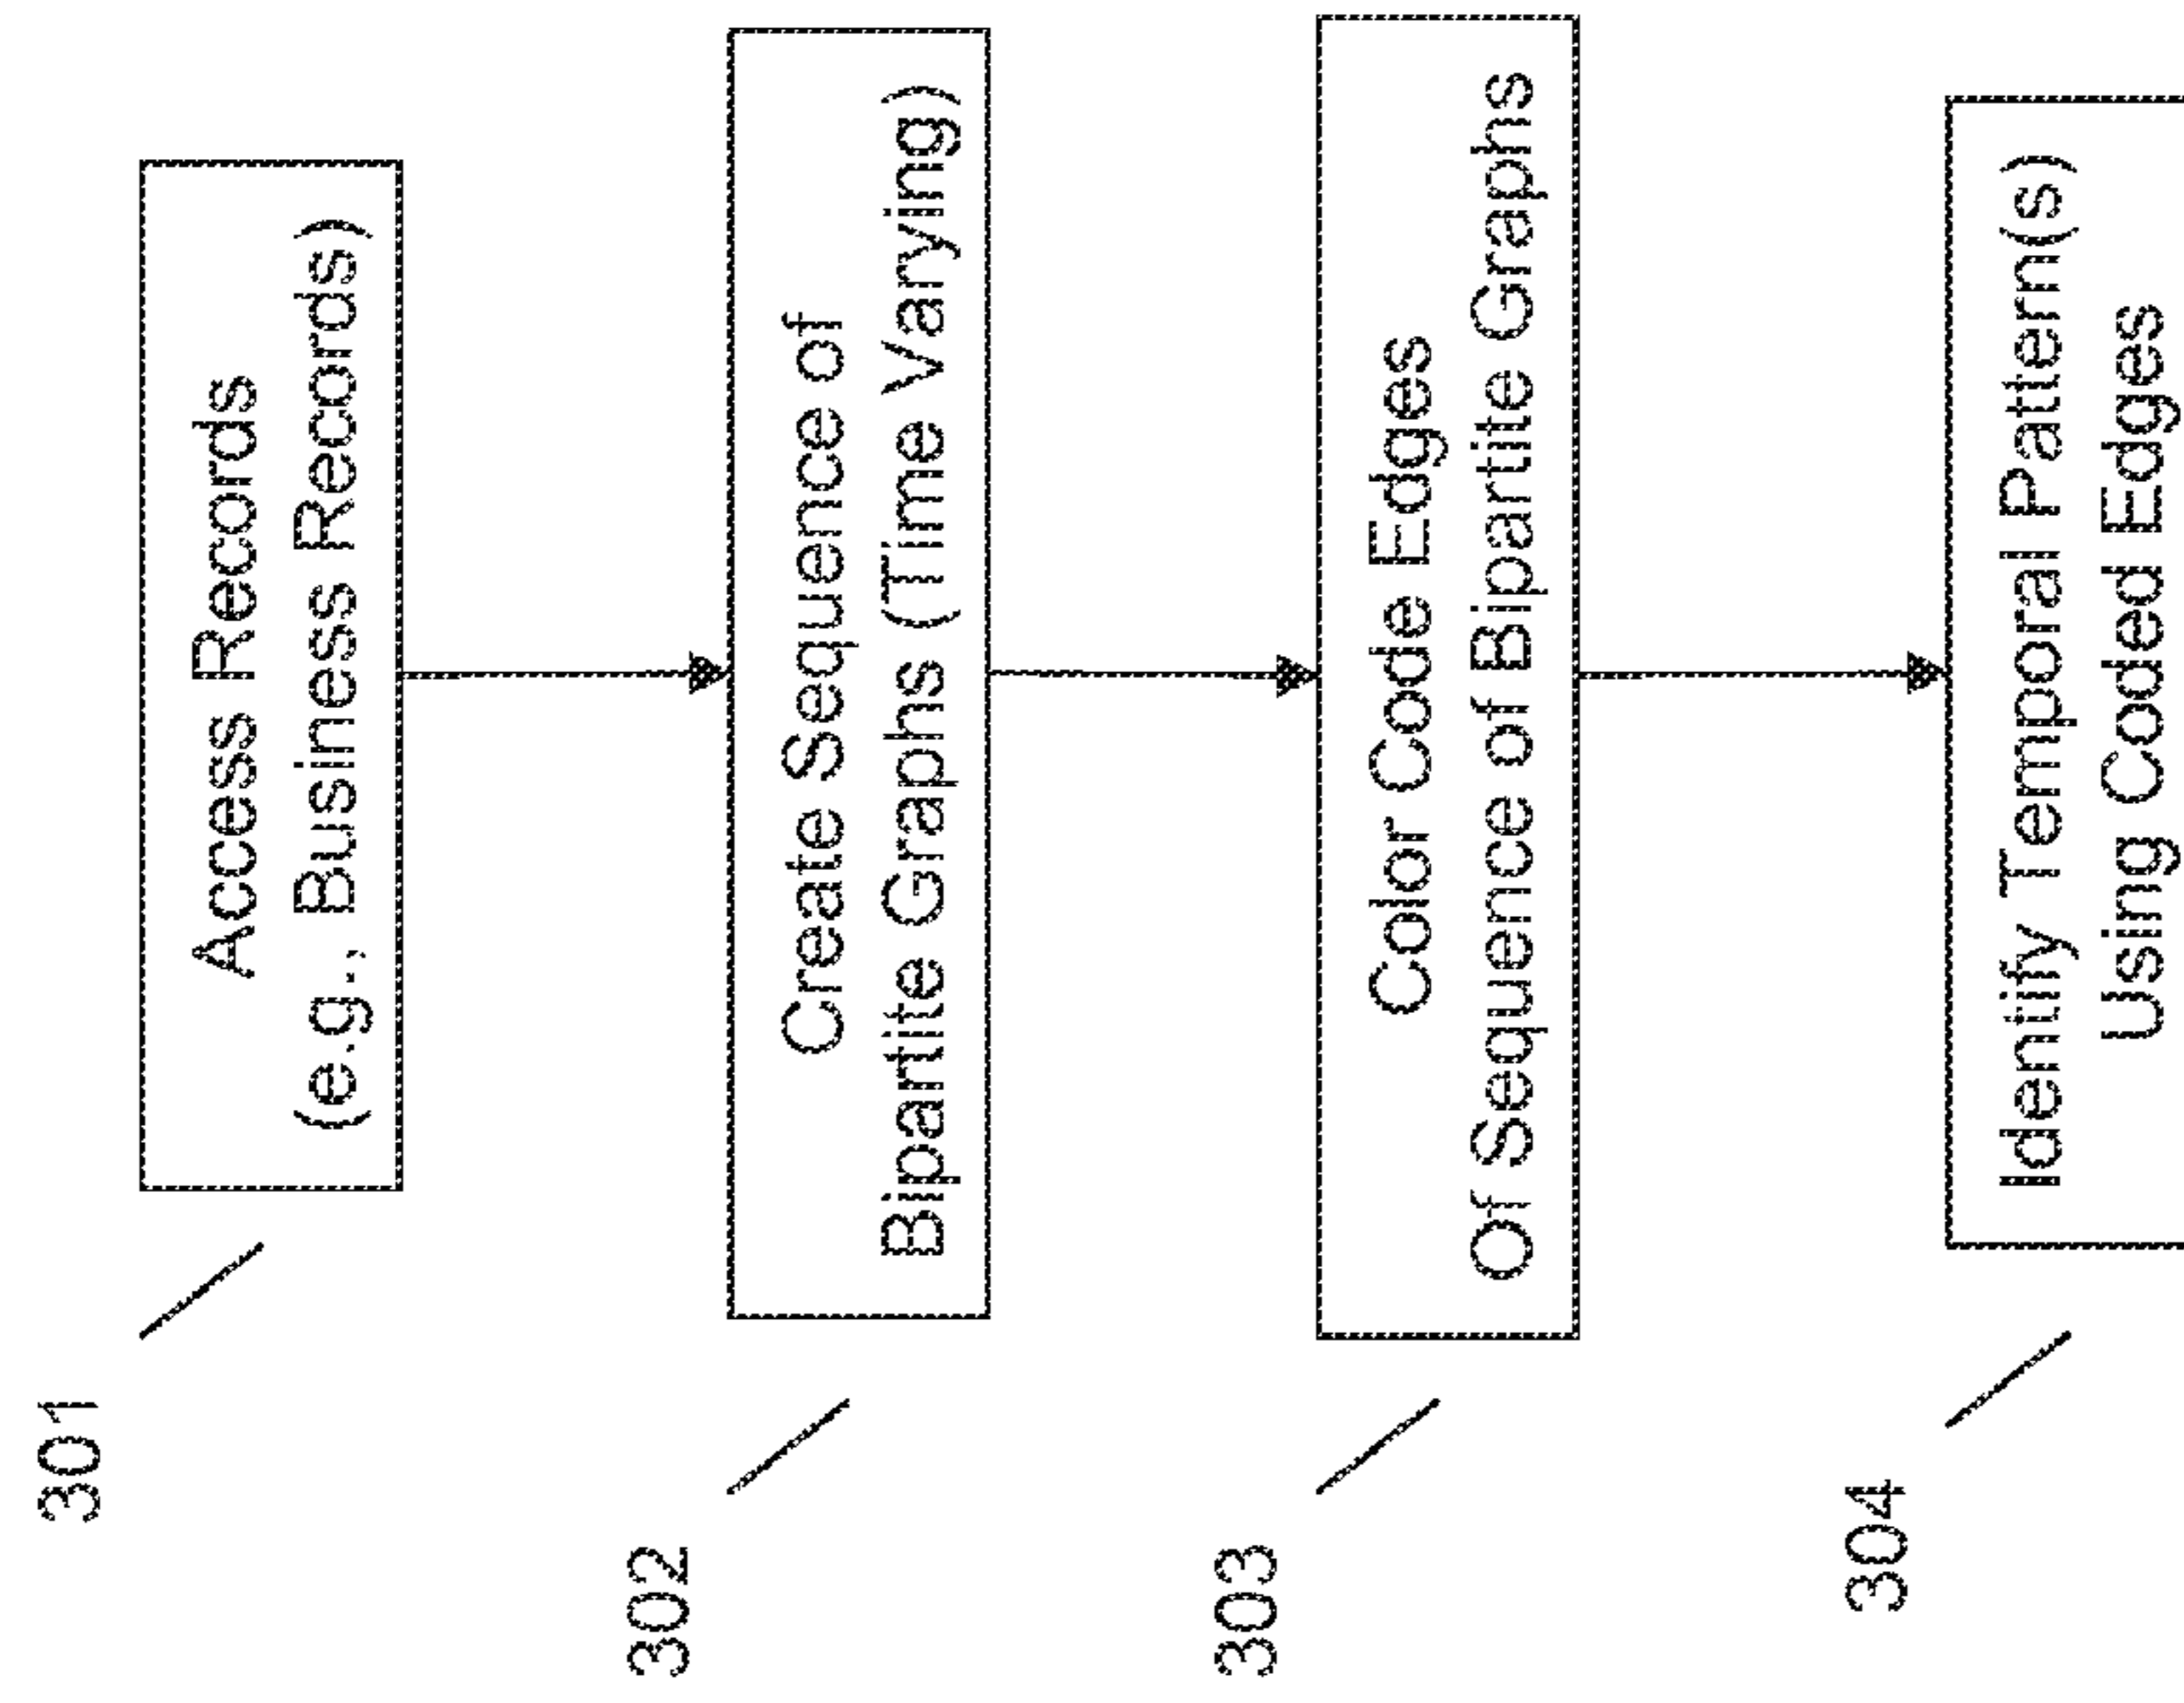 301
Access Records
(e.g., Business Records)
302
Create Sequence of
Bipartite Graphs (Time Varying)
303
Color Code Edges
Of Sequence of Bipartite Graphs
304
Identify Temporal Pattern(s)
Using Coded Edges